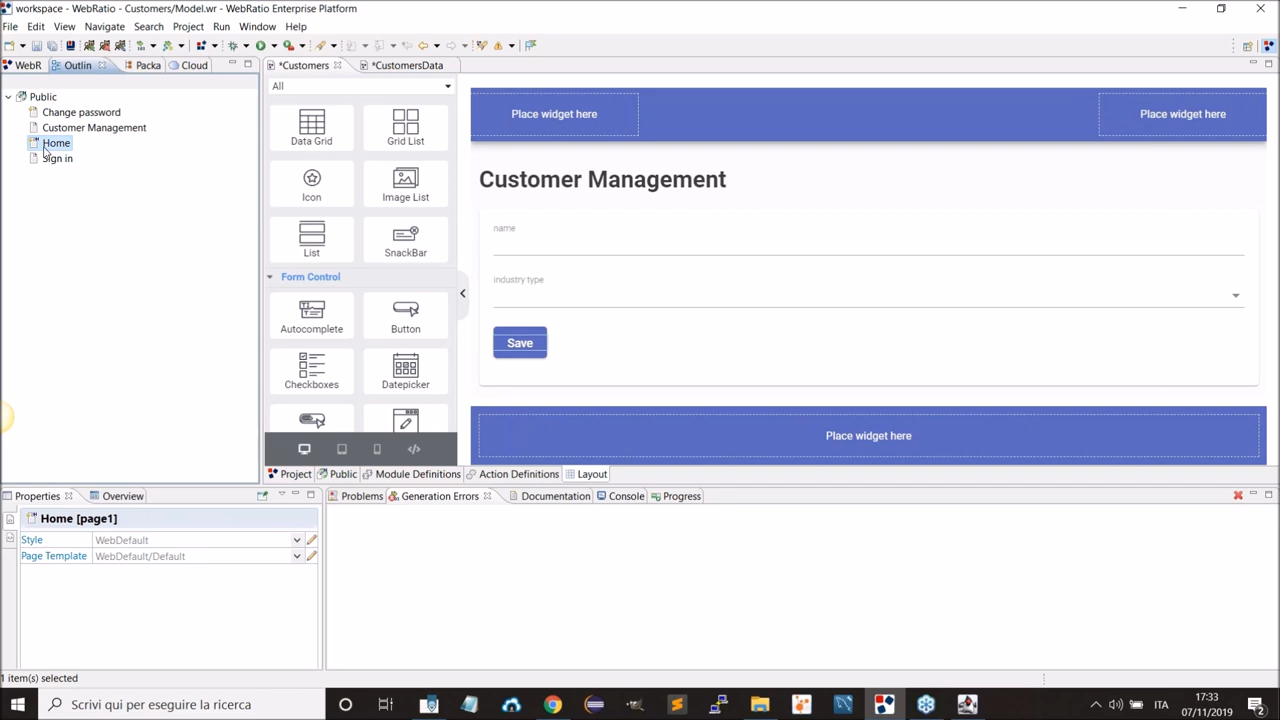 workspace - WebRatio - Customers/Model.wr - WebRatio Enterprise Platform
File Edit View Navigate Search Project Run Window Help
WebR Outlin Packa Cloud
*Customers *CustomersData
Public
Change password
Customer Management
Home
Sign in
All
Data Grid Grid List
Icon Image List
List SnackBar
Form Control
Autocomplete Button
Checkboxes Datepicker
Place widget here Place widget here
Customer Management
name
industry type
Save
Place widget here
Project Public Module Definitions Action Definitions Layout
Properties Overview
Home [page1]
Style WebDefault
Page Template WebDefault/Default
Problems Generation Errors Documentation Console Progress
1 item(s) selected
Scrivi qui per eseguire la ricerca
ITA
17:33
07/11/2019
2